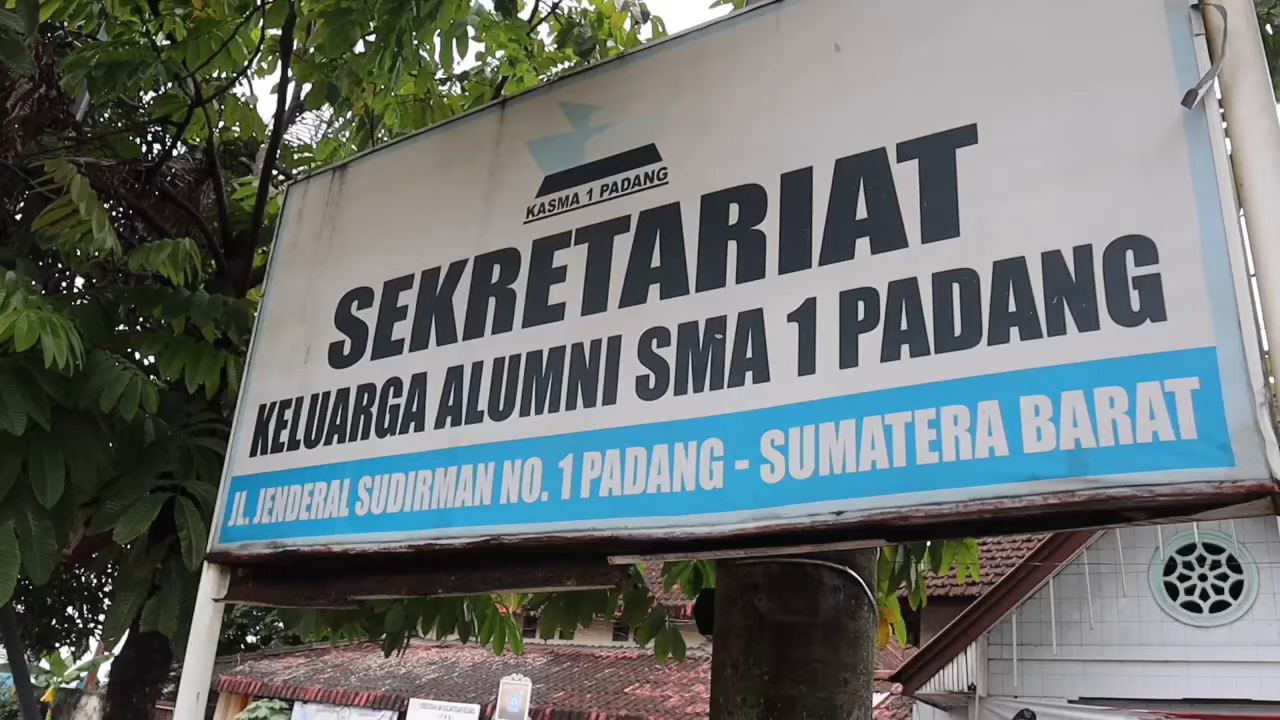 KASMA 1 PADANG
SEKRETARIAT
KELUARGA ALUMNI SMA 1 PADANG
JL. JENDERAL SUDIRMAN NO. 1 PADANG - SUMATERA BARAT